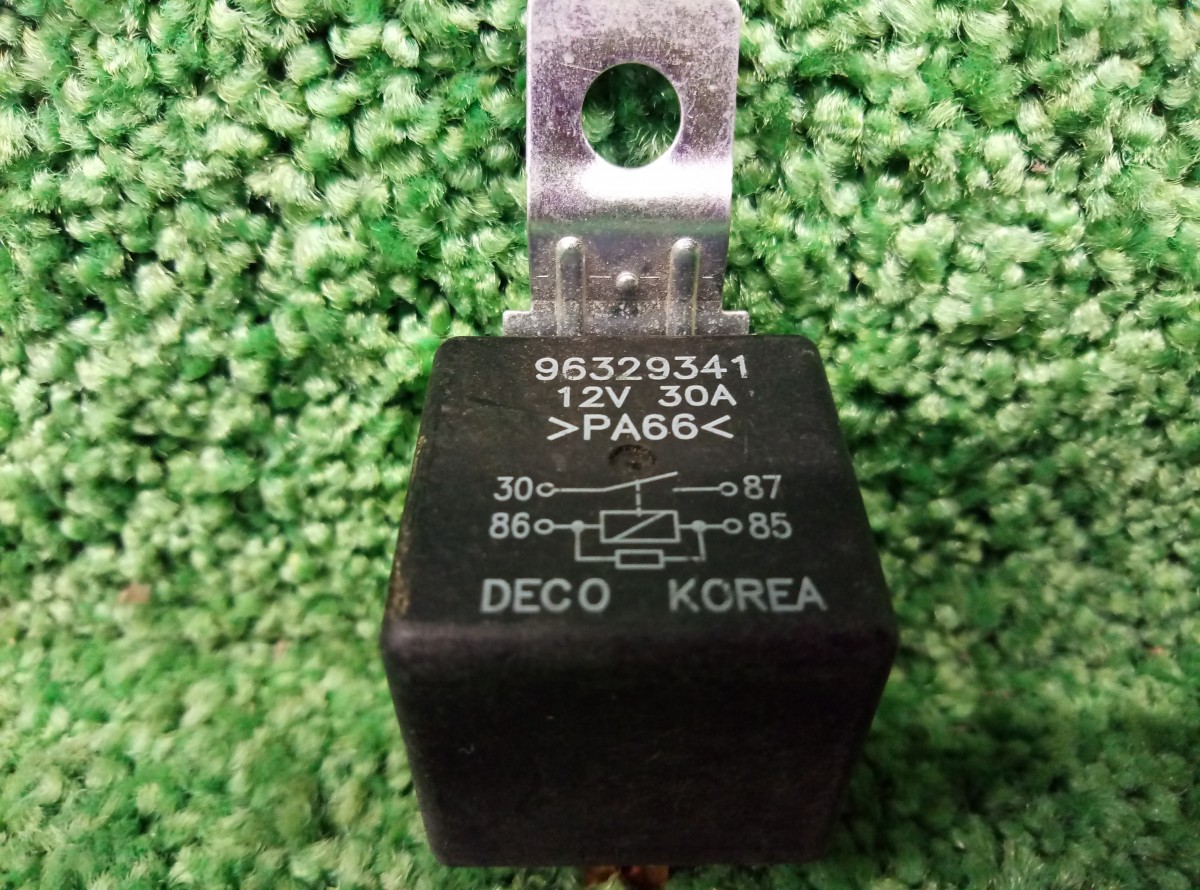 96329341
12V 30A
>PA66<
30 87
86 85
DECO KOREA